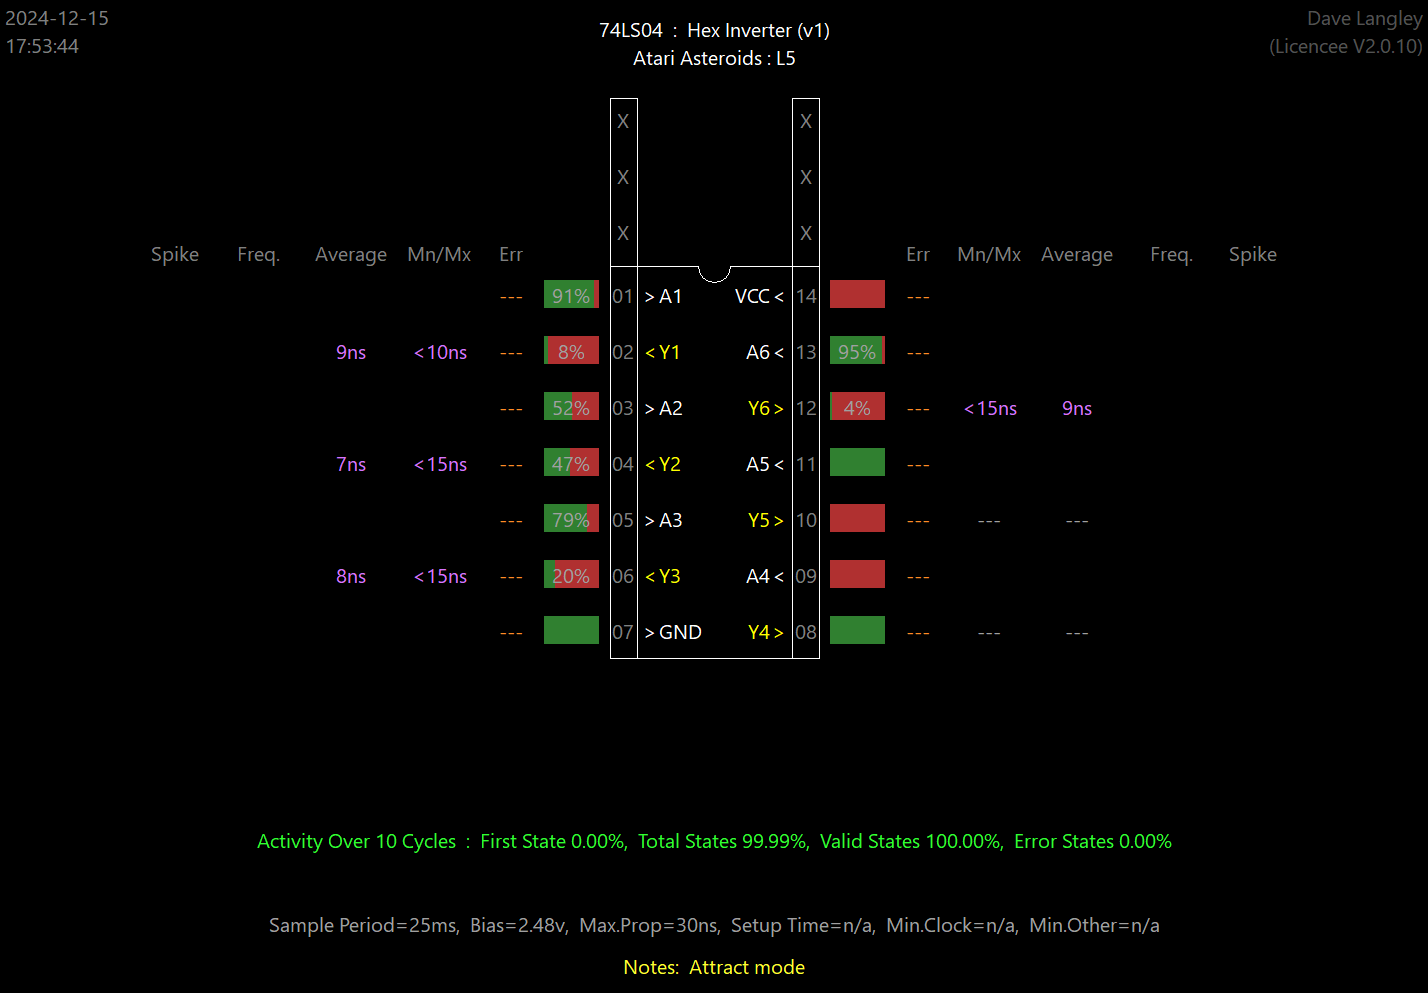 2024-12-15
17:53:44
74LS04 : Hex Inverter (v1)
Atari Asteroids : L5
Dave Langley
(Licencee V2.0.10)
X X
X X
X X
Spike Freq. Average Mn/Mx Err Err Mn/Mx Average Freq. Spike
--- 91% 01 >A1 VCC< 14 ---
9ns <10ns --- 8% 02 <Y1 A6< 13 95% ---
--- 52% 03 >A2 Y6> 12 4% --- <15ns 9ns
7ns <15ns --- 47% 04 <Y2 A5< 11 ---
--- 79% 05 >A3 Y5> 10 --- --- ---
8ns <15ns --- 20% 06 <Y3 A4< 09 ---
--- 07 >GND Y4> 08 --- --- ---
Activity Over 10 Cycles : First State 0.00%, Total States 99.99%, Valid States 100.00%, Error States 0.00%
Sample Period=25ms, Bias=2.48v, Max.Prop=30ns, Setup Time=n/a, Min.Clock=n/a, Min.Other=n/a
Notes: Attract mode